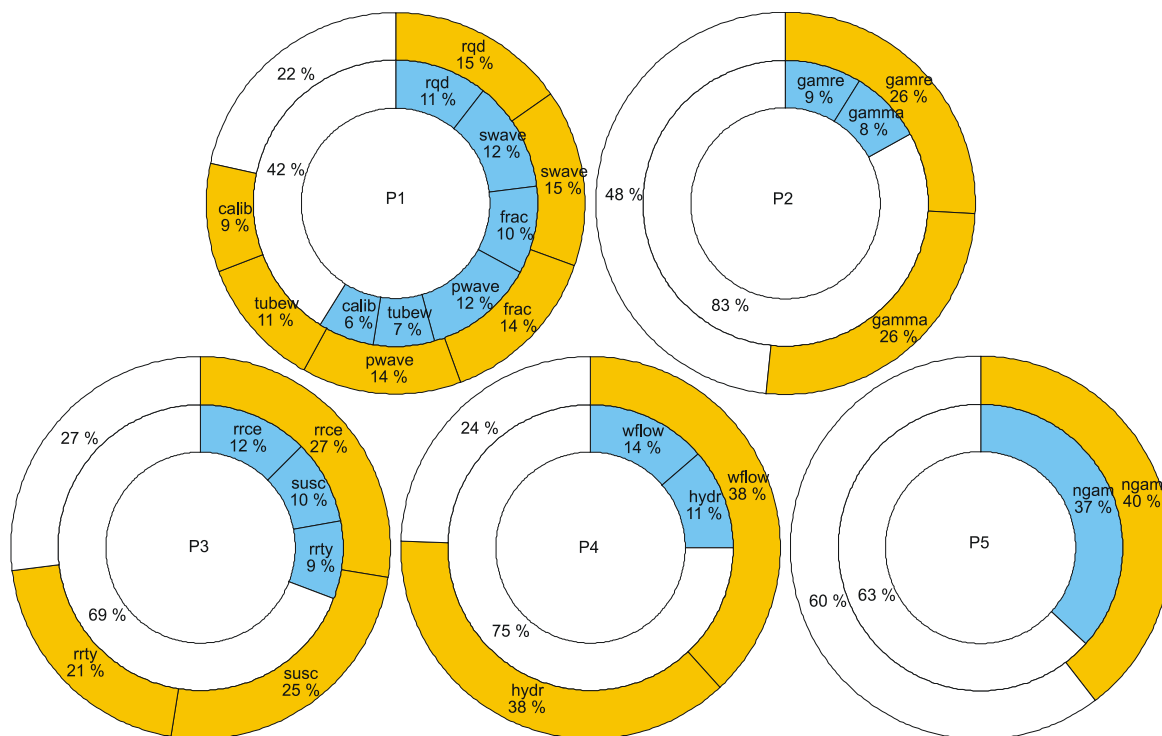 rqd
15 %
22 %
rqd
11 %
swave
12 %
42 %
swave
15 %
P1
calib
9 %
frac
10 %
pwave
12 %
calib
6 %
tubew
7 %
tubew
11 %
frac
14 %
pwave
14 %
gamre
26 %
gamre
9 %
gamma
8 %
48 %
P2
83 %
gamma
26 %
27 %
rrce
12 %
rrce
27 %
susc
10 %
P3
rrty
9 %
69 %
rrty
21 %
susc
25 %
24 %
wflow
14 %
wflow
38 %
hydr
11 %
P4
75 %
hydr
38 %
ngam
37 %
ngam
40 %
P5
60 %
63 %